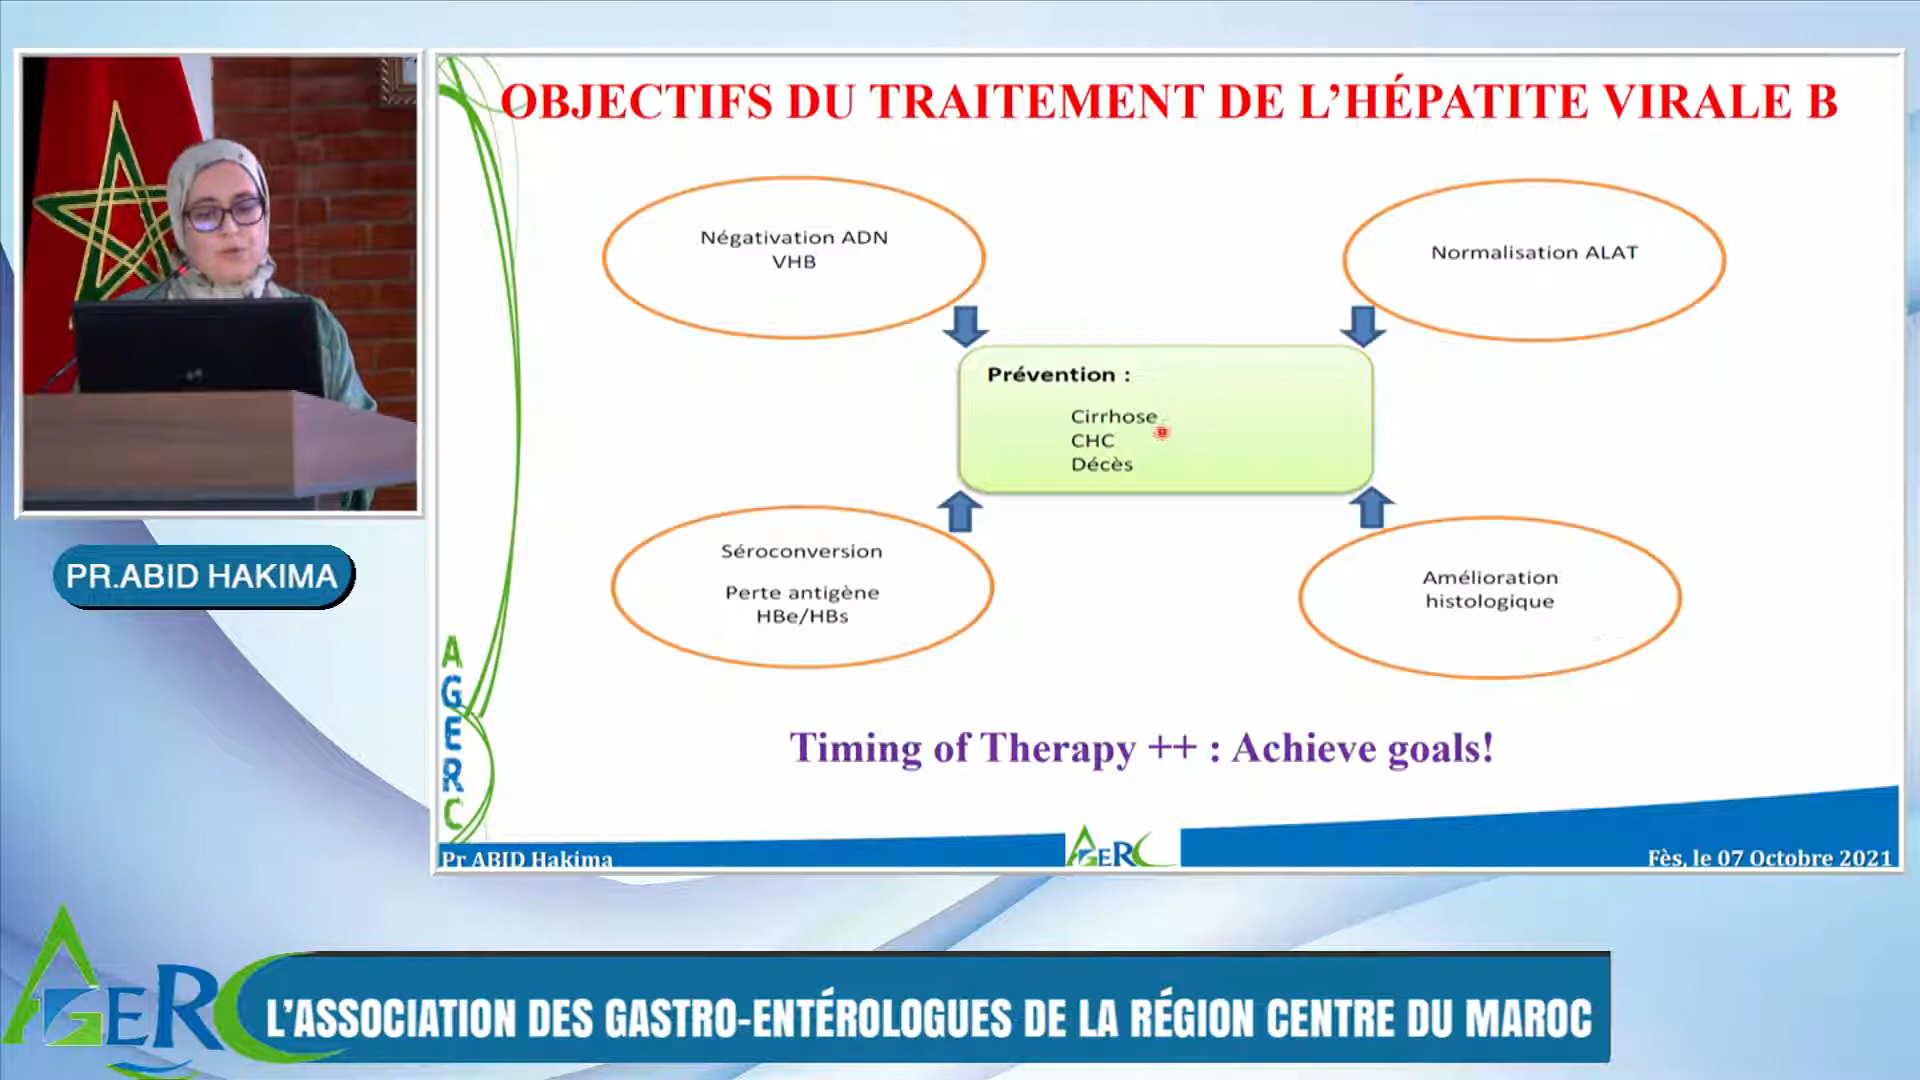 OBJECTIFS DU TRAITEMENT DE L’HÉPATITE VIRALE B
Négativation ADN
VHB
Normalisation ALAT
Prévention :
Cirrhose
CHC
Décès
Séroconversion
Perte antigène
HBe/HBs
Amélioration
histologique
Timing of Therapy ++ : Achieve goals!
AGERC
Pr ABID Hakima
AGERC
Fès, le 07 Octobre 2021
PR.ABID HAKIMA
AGERC
L’ASSOCIATION DES GASTRO-ENTÉROLOGUES DE LA RÉGION CENTRE DU MAROC